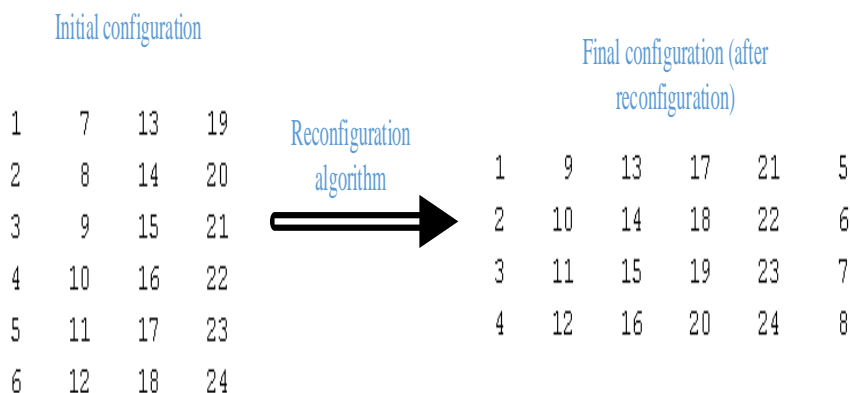 Initial configuration
1 7 13 19
2 8 14 20
3 9 15 21
4 10 16 22
5 11 17 23
6 12 18 24
Reconfiguration
algorithm
Final configuration (after
reconfiguration)
1 9 13 17 21 5
2 10 14 18 22 6
3 11 15 19 23 7
4 12 16 20 24 8